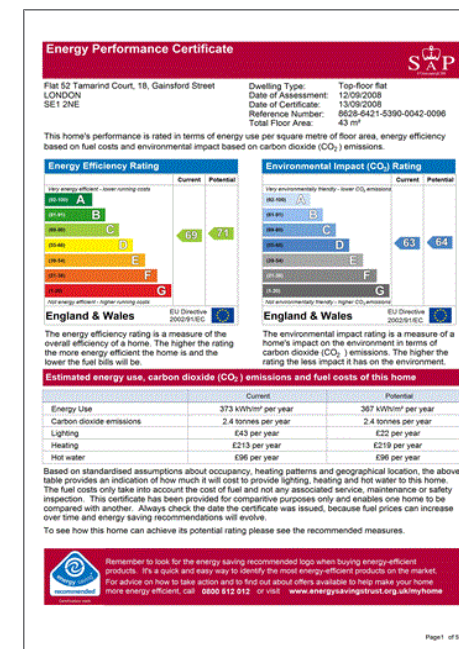 Energy Performance Certificate
SAP
Flat 52 Tamarind Court, 18, Gainsford Street
LONDON
SE1 2NE
Dwelling Type: Top-floor flat
Date of Assessment: 12/09/2008
Date of Certificate: 13/09/2008
Reference Number: 8628-6421-5390-0042-0096
Total Floor Area: 43 m²
This home's performance is rated in terms of energy use per square metre of floor area, energy efficiency
based on fuel costs and environmental impact based on carbon dioxide (CO2) emissions.
Energy Efficiency Rating
Current Potential
Very energy efficient - lower running costs
(92-100) A
(81-91) B
(69-80) C
(55-68) D
(39-54) E
(21-38) F
(1-20) G
69 71
Not energy efficient - higher running costs
England & Wales
EU Directive
2002/91/EC
Environmental Impact (CO2) Rating
Current Potential
Very environmentally friendly - lower CO2 emissions
(92-100) A
(81-91) B
(69-80) C
(55-68) D
(39-54) E
(21-38) F
(1-20) G
63 64
Not environmentally friendly - higher CO2 emissions
England & Wales
EU Directive
2002/91/EC
The energy efficiency rating is a measure of the
overall efficiency of a home. The higher the rating
the more energy efficient the home is and the
lower the fuel bills will be.
The environmental impact rating is a measure of a
home's impact on the environment in terms of
carbon dioxide (CO2 ) emissions. The higher the
rating the less impact it has on the environment.
Estimated energy use, carbon dioxide (CO2 ) emissions and fuel costs of this home
Current Potential
Energy Use 373 kWh/m² per year 367 kWh/m² per year
Carbon dioxide emissions 2.4 tonnes per year 2.4 tonnes per year
Lighting £43 per year £22 per year
Heating £213 per year £219 per year
Hot water £96 per year £96 per year
Based on standardised assumptions about occupancy, heating patterns and geographical location, the above
table provides an indication of how much it will cost to provide lighting, heating and hot water to this home.
The fuel costs only take into account the cost of fuel and not any associated service, maintenance or safety
inspection. This certificate has been provided for comparitive purposes only and enables one home to be
compared with another. Always check the date the certificate was issued, because fuel prices can increase
over time and energy saving recommendations will evolve.
To see how this home can achieve its potential rating please see the recommended measures.
energy saving
recommended
Certification mark
Remember to look for the energy saving recommended logo when buying energy-efficient
products. It's a quick and easy way to identify the most energy-efficient products on the market.
For advice on how to take action and to find out about offers available to help make your home
more energy efficient, call 0800 512 012 or visit www.energysavingstrust.org.uk/myhome
Page1 of 5